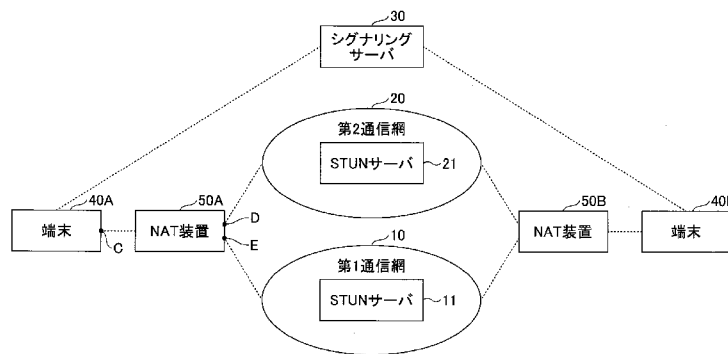 30
シグナリング
サーバ
20
第2通信網
STUNサーバ
21
40A
端末
C
50A
NAT装置
D
E
50B
NAT装置
40
端末
10
第1通信網
STUNサーバ
11